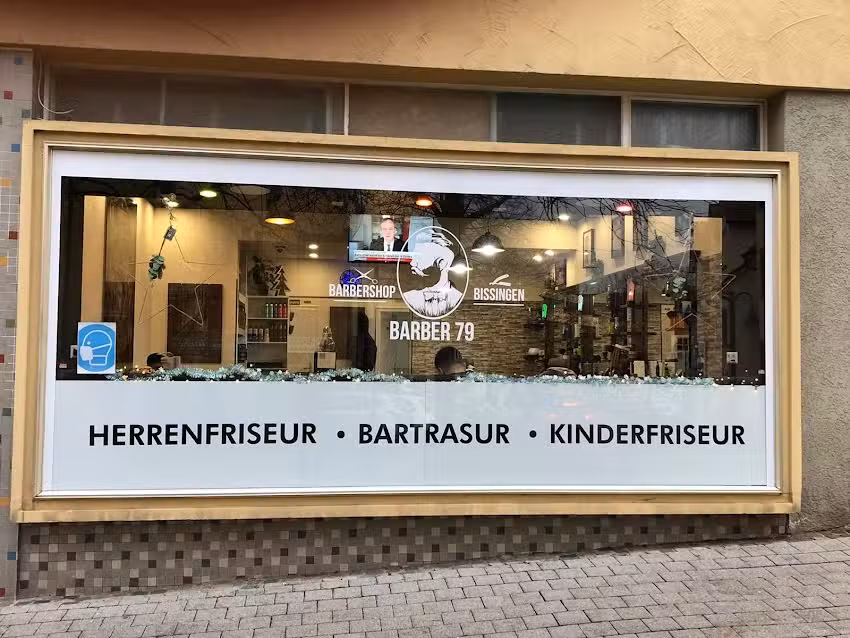 BARBERSHOP BISSINGEN
BARBER 79
HERRENFRISEUR • BARTRASUR • KINDERFRISEUR